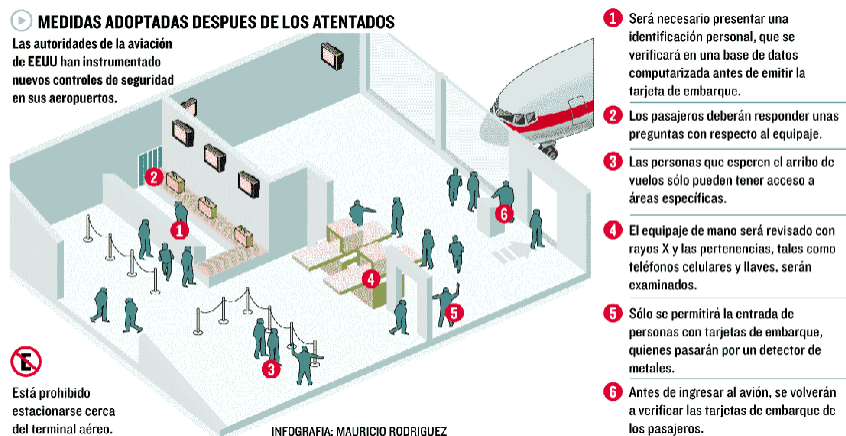 MEDIDAS ADOPTADAS DESPUES DE LOS ATENTADOS
Las autoridades de la aviación
de EEUU han instrumentado
nuevos controles de seguridad
en sus aeropuertos.
1 Será necesario presentar una
identificación personal, que se
verificará en una base de datos
computarizada antes de emitir la
tarjeta de embarque.
2 Los pasajeros deberán responder unas
preguntas con respecto al equipaje.
3 Las personas que esperen el arribo de
vuelos sólo pueden tener acceso a
áreas específicas.
4 El equipaje de mano será revisado con
rayos X y las pertenencias, tales como
teléfonos celulares y llaves, serán
examinados.
5 Sólo se permitirá la entrada de
personas con tarjetas de embarque,
quienes pasarán por un detector de
metales.
6 Antes de ingresar al avión, se volverán
a verificar las tarjetas de embarque de
los pasajeros.
2
1
6
4
5
3
E
Está prohibido
estacionarse cerca
del terminal aéreo.
INFOGRAFIA: MAURICIO RODRIGUEZ